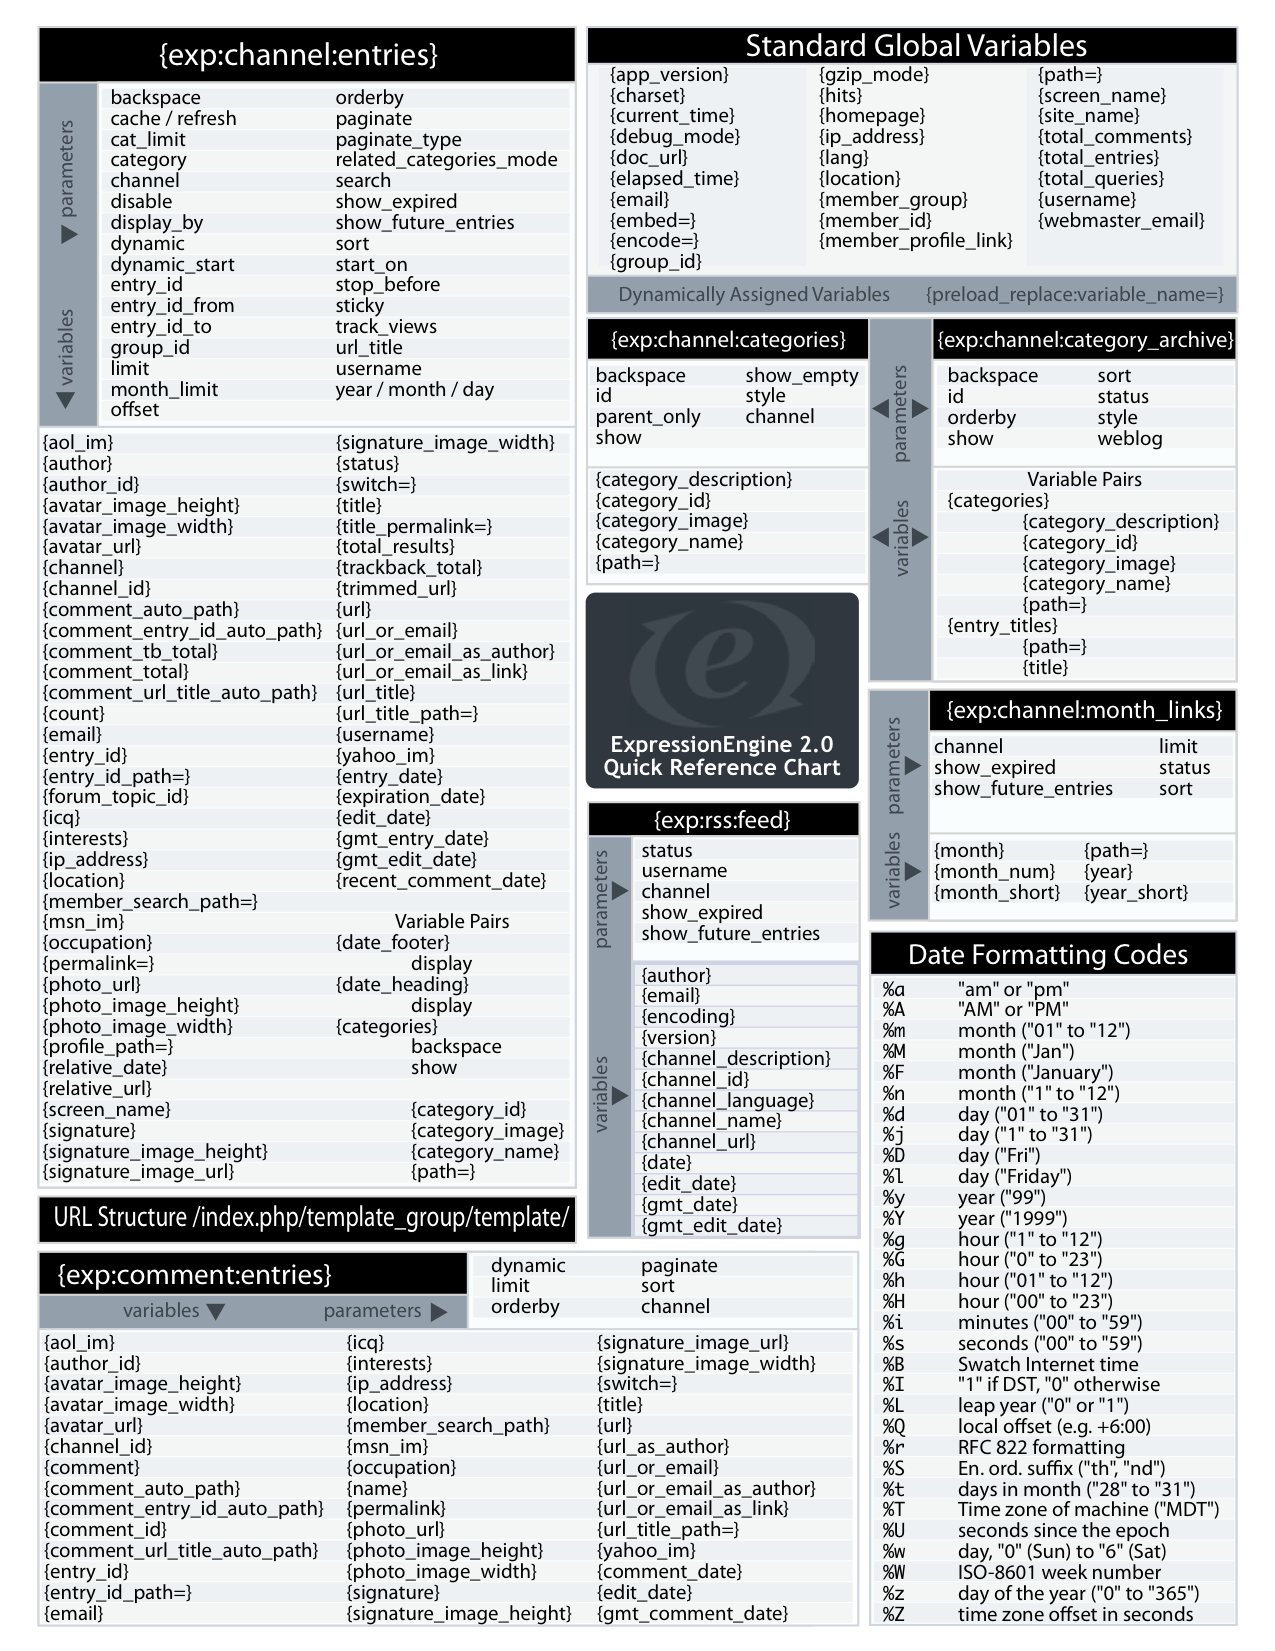 {exp:channel:entries}
parameters
variables
backspace orderby
cache / refresh paginate
cat_limit paginate_type
category related_categories_mode
channel search
disable show_expired
display_by show_future_entries
dynamic sort
dynamic_start start_on
entry_id stop_before
entry_id_from sticky
entry_id_to track_views
group_id url_title
limit username
month_limit year / month / day
offset
{aol_im} {signature_image_width}
{author} {status}
{author_id} {switch=}
{avatar_image_height} {title}
{avatar_image_width} {title_permalink=}
{avatar_url} {total_results}
{channel} {trackback_total}
{channel_id} {trimmed_url}
{comment_auto_path} {url}
{comment_entry_id_auto_path} {url_or_email}
{comment_tb_total} {url_or_email_as_author}
{comment_total} {url_or_email_as_link}
{comment_url_title_auto_path} {url_title}
{count} {url_title_path=}
{email} {username}
{entry_id} {yahoo_im}
{entry_id_path=} {entry_date}
{forum_topic_id} {expiration_date}
{icq} {edit_date}
{interests} {gmt_entry_date}
{ip_address} {gmt_edit_date}
{location} {recent_comment_date}
{member_search_path=}
{msn_im} Variable Pairs
{occupation} {date_footer}
{permalink=} display
{photo_url} {date_heading}
{photo_image_height} display
{photo_image_width} {categories}
{profile_path=} backspace
{relative_date} show
{relative_url}
{screen_name} {category_id}
{signature} {category_image}
{signature_image_height} {category_name}
{signature_image_url} {path=}
URL Structure /index.php/template_group/template/
Standard Global Variables
{app_version} {gzip_mode} {path=}
{charset} {hits} {screen_name}
{current_time} {homepage} {site_name}
{debug_mode} {ip_address} {total_comments}
{doc_url} {lang} {total_entries}
{elapsed_time} {location} {total_queries}
{email} {member_group} {username}
{embed=} {member_id} {webmaster_email}
{encode=} {member_profile_link}
{group_id}
Dynamically Assigned Variables {preload_replace:variable_name=}
{exp:channel:categories}
backspace show_empty
id style
parent_only channel
show
{category_description}
{category_id}
{category_image}
{category_name}
{path=}
parameters
variables
{exp:channel:category_archive}
backspace sort
id status
orderby style
show weblog
Variable Pairs
{categories}
{category_description}
{category_id}
{category_image}
{category_name}
{path=}
{entry_titles}
{path=}
{title}
e
ExpressionEngine 2.0
Quick Reference Chart
{exp:channel:month_links}
parameters
variables
channel limit
show_expired status
show_future_entries sort
{month} {path=}
{month_num} {year}
{month_short} {year_short}
{exp:rss:feed}
parameters
variables
status
username
channel
show_expired
show_future_entries
{author}
{email}
{encoding}
{version}
{channel_description}
{channel_id}
{channel_language}
{channel_name}
{channel_url}
{date}
{edit_date}
{gmt_date}
{gmt_edit_date}
Date Formatting Codes
%a "am" or "pm"
%A "AM" or "PM"
%m month ("01" to "12")
%M month ("Jan")
%F month ("January")
%n month ("1" to "12")
%d day ("01" to "31")
%j day ("1" to "31")
%D day ("Fri")
%l day ("Friday")
%y year ("99")
%Y year ("1999")
%g hour ("1" to "12")
%G hour ("0" to "23")
%h hour ("01" to "12")
%H hour ("00" to "23")
%i minutes ("00" to "59")
%s seconds ("00" to "59")
%B Swatch Internet time
%I "1" if DST, "0" otherwise
%L leap year ("0" or "1")
%Q local offset (e.g. +6:00)
%r RFC 822 formatting
%S En. ord. suffix ("th", "nd")
%t days in month ("28" to "31")
%T Time zone of machine ("MDT")
%U seconds since the epoch
%w day, "0" (Sun) to "6" (Sat)
%W ISO-8601 week number
%z day of the year ("0" to "365")
%Z time zone offset in seconds
{exp:comment:entries}
variables parameters
dynamic paginate
limit sort
orderby channel
{aol_im} {icq} {signature_image_url}
{author_id} {interests} {signature_image_width}
{avatar_image_height} {ip_address} {switch=}
{avatar_image_width} {location} {title}
{avatar_url} {member_search_path} {url}
{channel_id} {msn_im} {url_as_author}
{comment} {occupation} {url_or_email}
{comment_auto_path} {name} {url_or_email_as_author}
{comment_entry_id_auto_path} {permalink} {url_or_email_as_link}
{comment_id} {photo_url} {url_title_path=}
{comment_url_title_auto_path} {photo_image_height} {yahoo_im}
{entry_id} {photo_image_width} {comment_date}
{entry_id_path=} {signature} {edit_date}
{email} {signature_image_height} {gmt_comment_date}